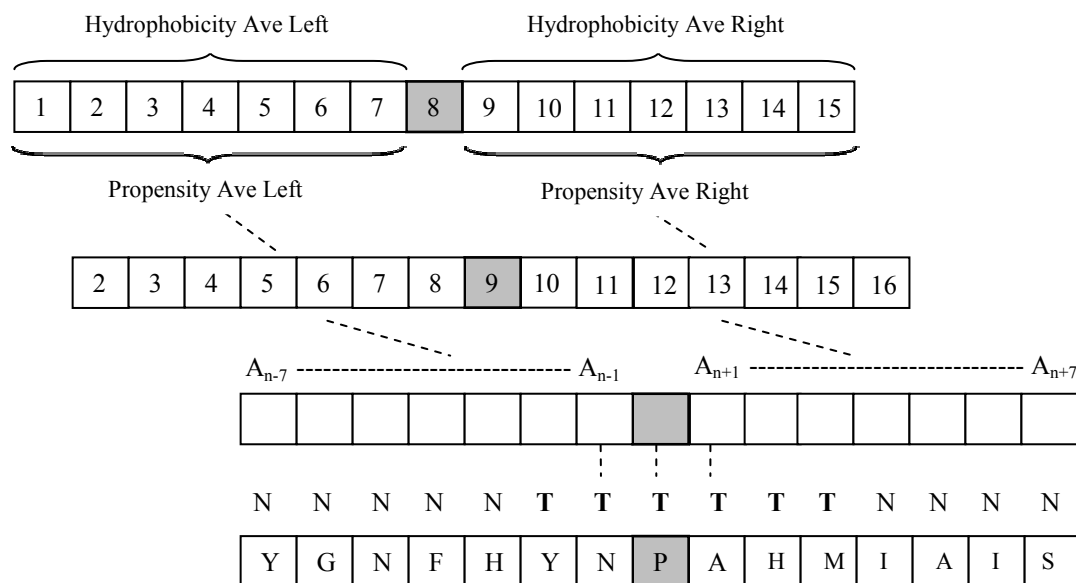 Hydrophobicity Ave Left Hydrophobicity Ave Right
1 2 3 4 5 6 7 8 9 10 11 12 13 14 15
Propensity Ave Left Propensity Ave Right
2 3 4 5 6 7 8 9 10 11 12 13 14 15 16
Aₙ₋₇ Aₙ₋₁ Aₙ₊₁ Aₙ₊₇
N N N N N T T T T T T N N N N
Y G N F H Y N P A H M I A I S